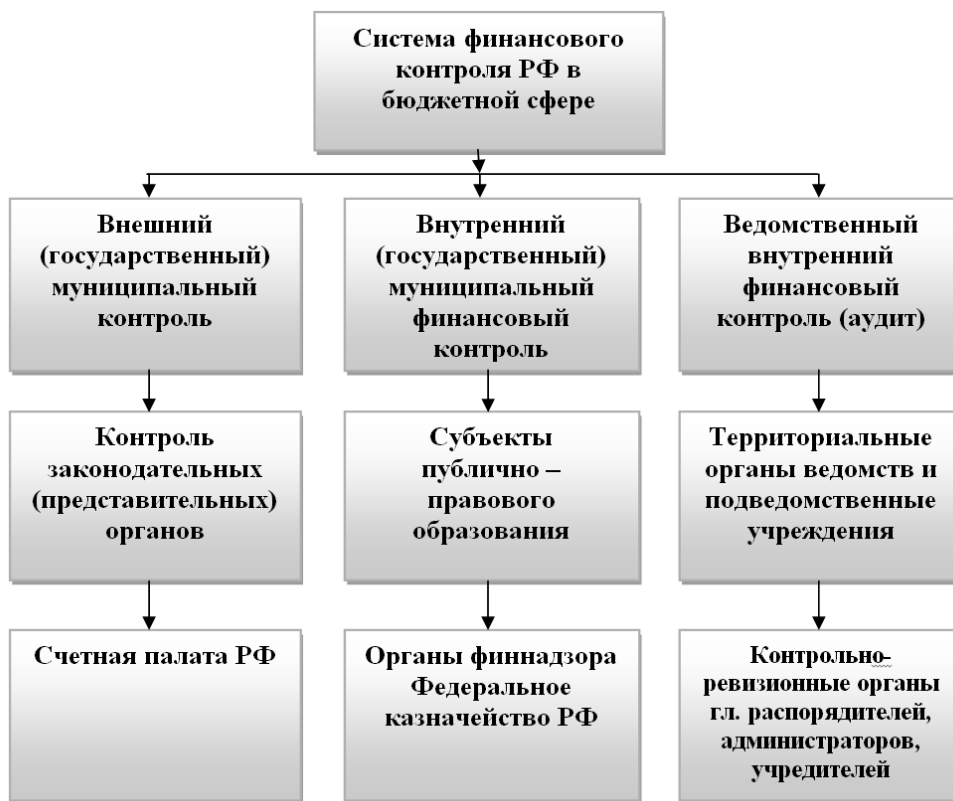 Система финансового
контроля РФ в
бюджетной сфере
Внешний
(государственный)
муниципальный
контроль
Внутренний
(государственный)
муниципальный
финансовый
контроль
Ведомственный
внутренний
финансовый
контроль (аудит)
Контроль
законодательных
(представительных)
органов
Субъекты
публично –
правового
образования
Территориальные
органы ведомств и
подведомственные
учреждения
Счетная палата РФ
Органы финнадзора
Федеральное
казначейство РФ
Контрольно-
ревизионные органы
гл. распорядителей,
администраторов,
учредителей